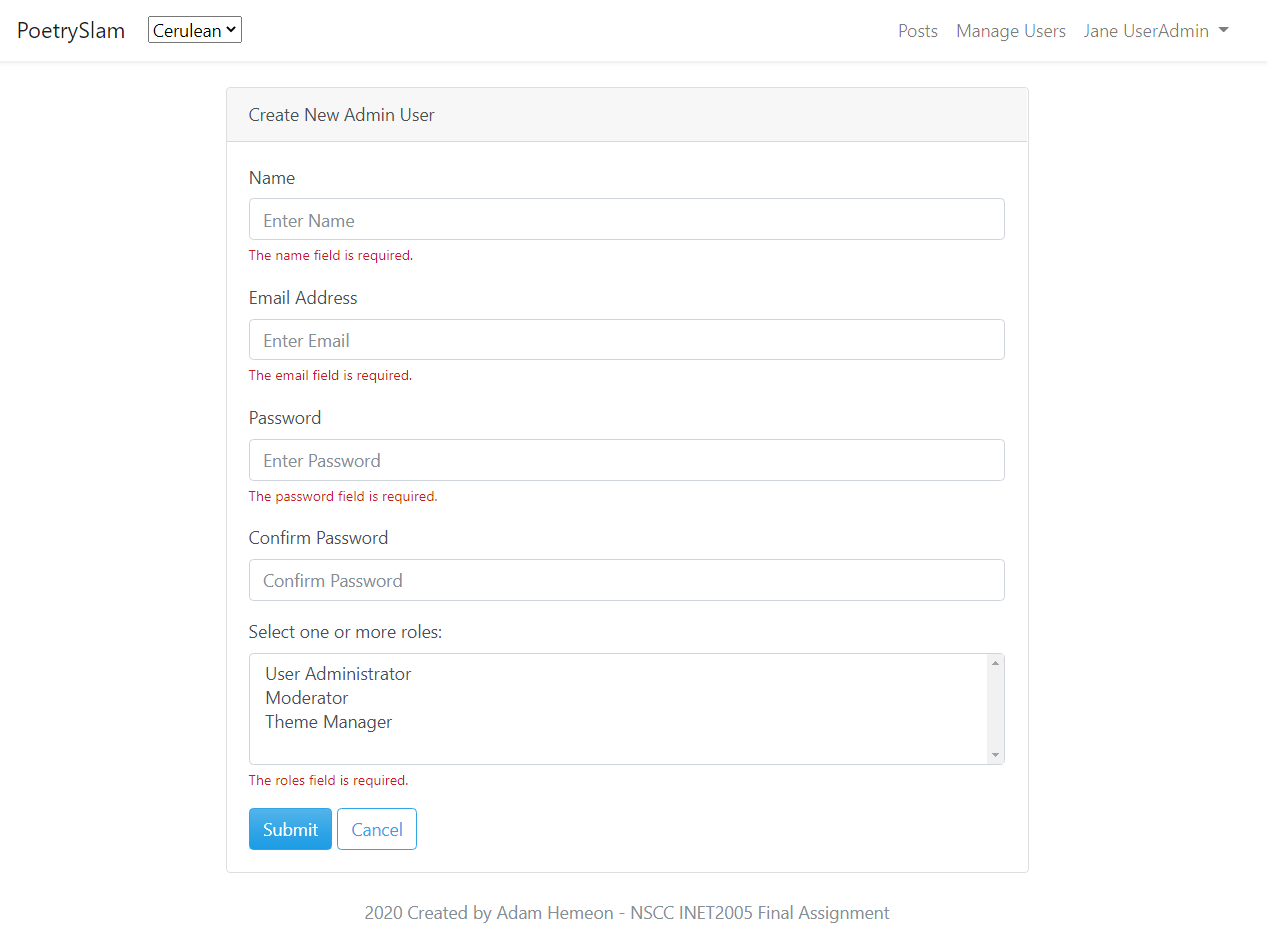 PoetrySlam Cerulean Posts Manage Users Jane UserAdmin
Create New Admin User
Name
Enter Name
The name field is required.
Email Address
Enter Email
The email field is required.
Password
Enter Password
The password field is required.
Confirm Password
Confirm Password
Select one or more roles:
User Administrator
Moderator
Theme Manager
The roles field is required.
Submit Cancel
2020 Created by Adam Hemeon - NSCC INET2005 Final Assignment